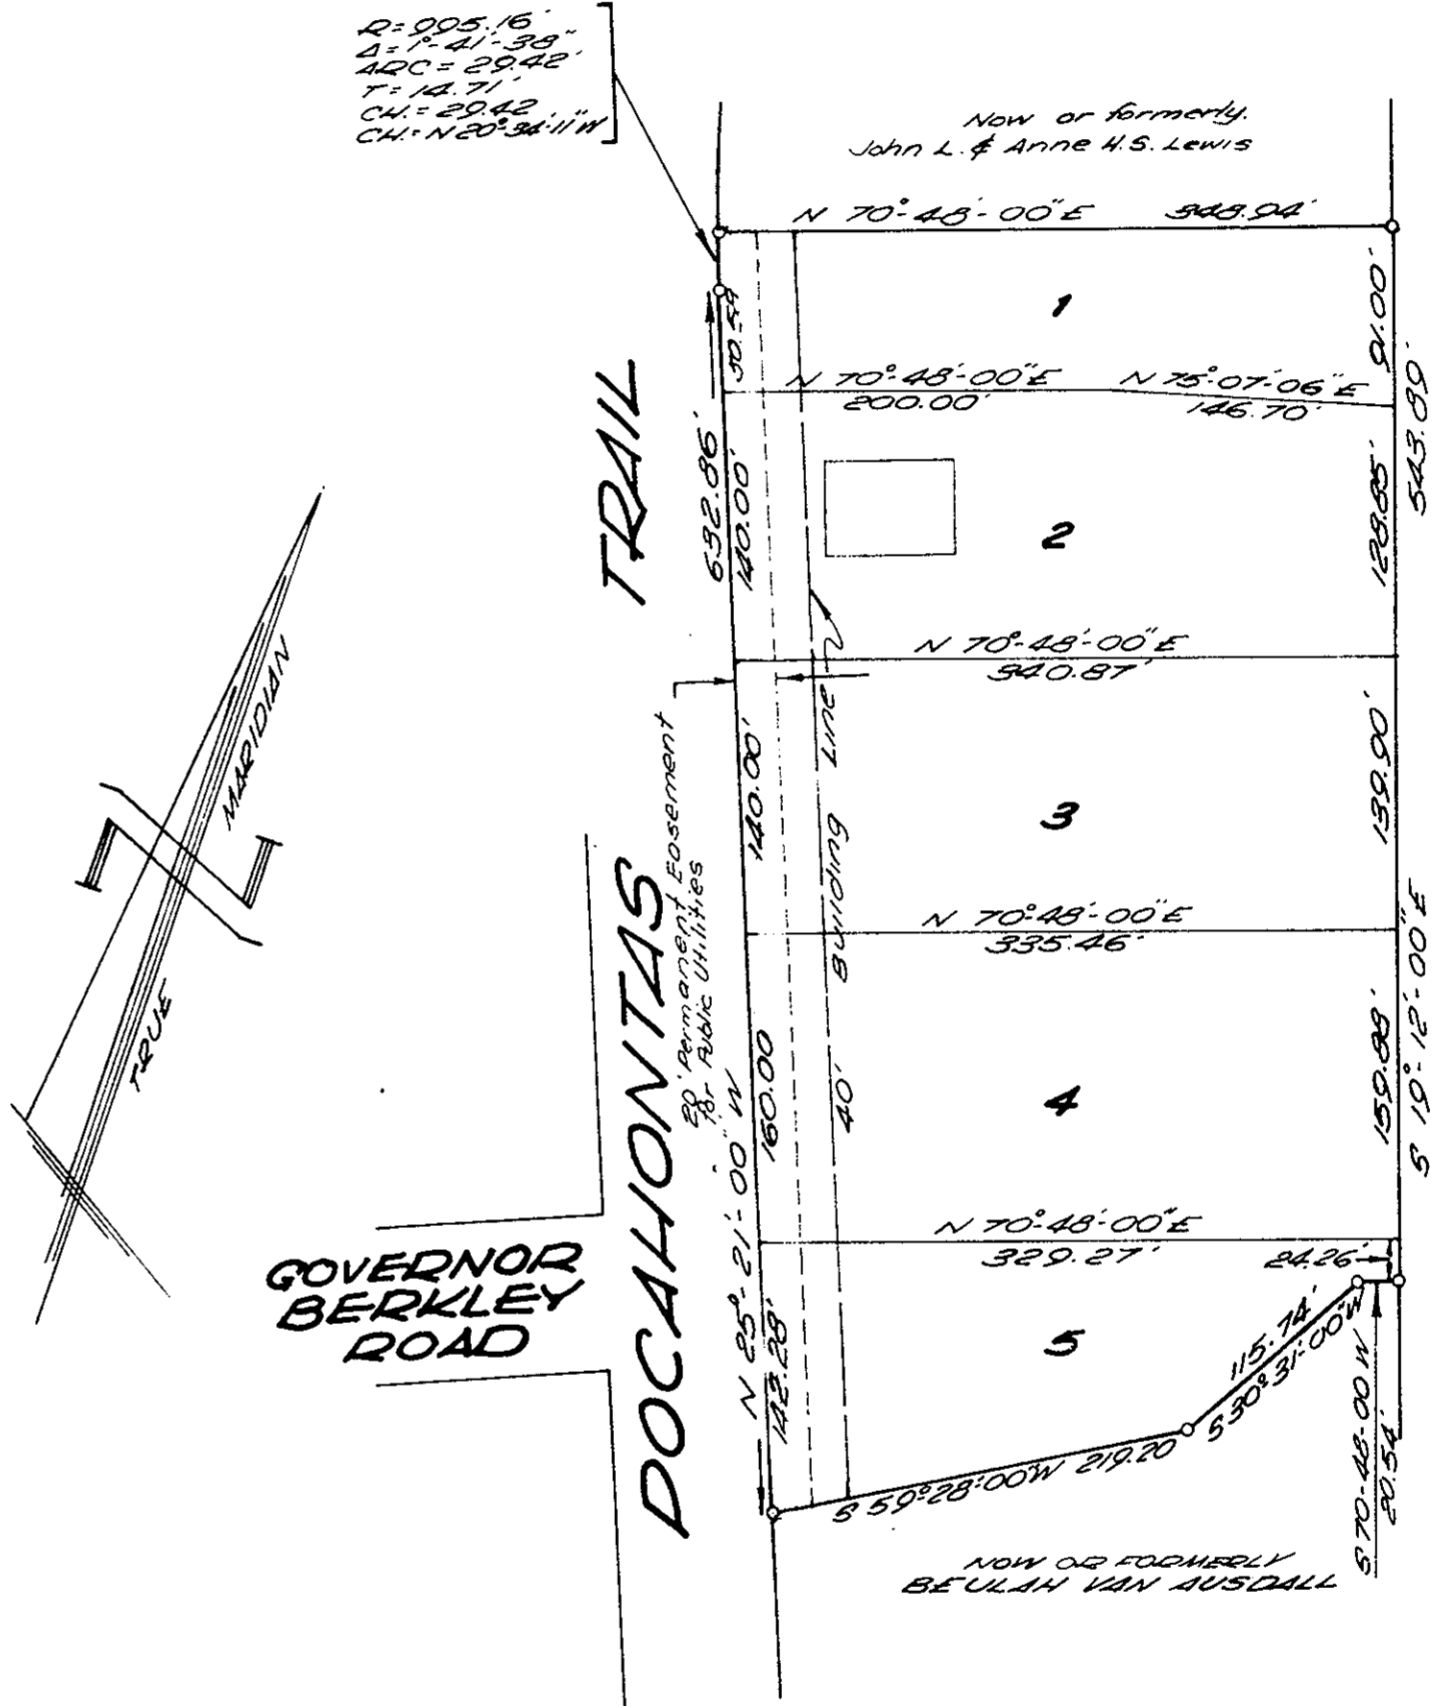 R=995.16'
Δ=1°-41'-38"
ARC=29.42'
T=14.71'
CH.=29.42
CH.=N20°-34'-11"W
Now or formerly.
John L. & Anne H.S. Lewis
N 70°-48'-00"E 348.94'
1
91.00'
50.59
N 70°-48'-00"E N 75°-07'-06"E
200.00' 146.70'
543.89'
TRAIL
632.86'
140.00'
2
128.85'
N 70°-48'-00"E
340.87'
20' Permanent Easement
for Public Utilities
140.00'
40' Building Line
3
139.90'
TRUE MARIDIAN
N 70°-48'-00"E
335.46'
DOCAHONTAS
N 25°-21'-00"W
160.00
4
159.88'
S 19°-12'-00"E
N 70°-48'-00"E
329.27'
24.26'
GOVERNOR
BERKLEY
ROAD
142.28'
5
115.74'
S 30°31'-00"W
S 59°28'-00"W 219.20
S 70-48-00 W
20.54'
NOW OR FORMERLY
BEULAH VAN AUSDALL